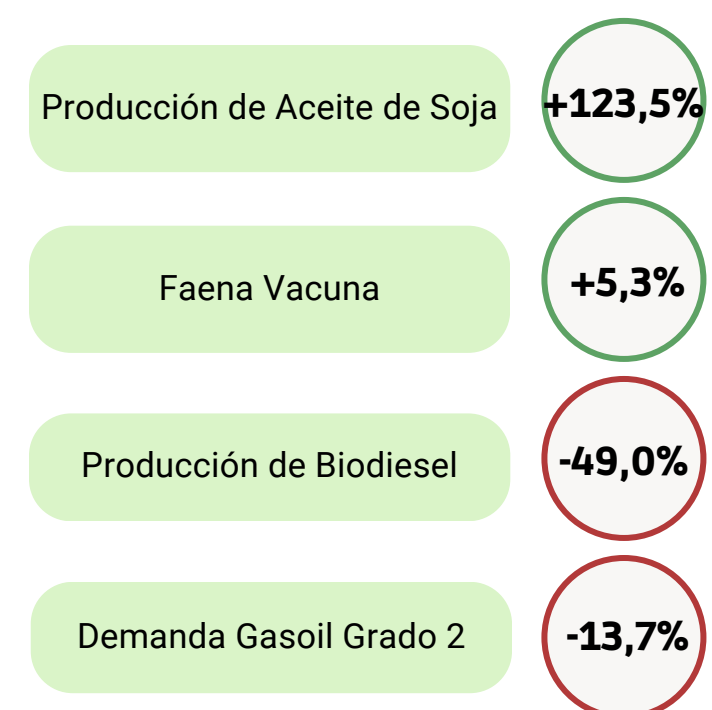 Producción de Aceite de Soja +123,5%
Faena Vacuna +5,3%
Producción de Biodiesel -49,0%
Demanda Gasoil Grado 2 -13,7%